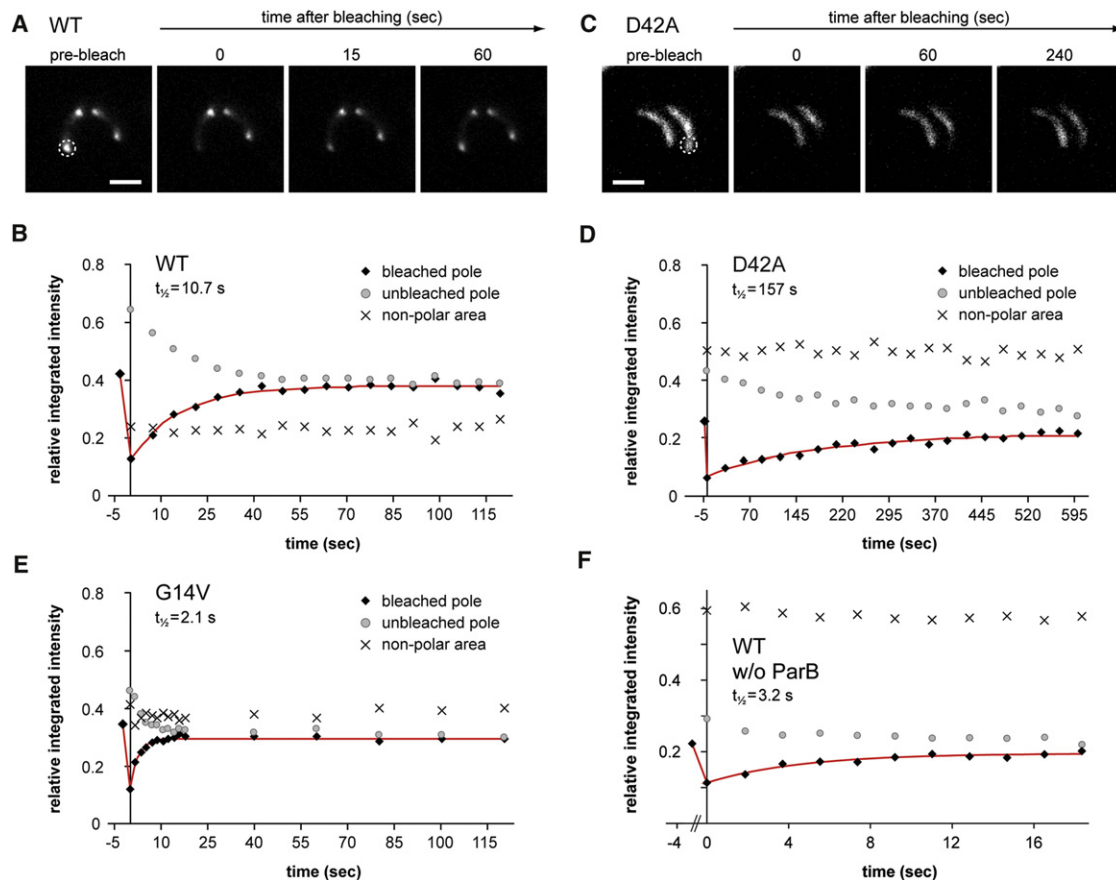 A WT time after bleaching (sec)
pre-bleach 0 15 60
C D42A time after bleaching (sec)
pre-bleach 0 60 240
B
WT
t½=10.7 s
bleached pole
unbleached pole
non-polar area
relative integrated intensity
0.8
0.6
0.4
0.2
0
-5 10 25 40 55 70 85 100 115
time (sec)
D
D42A
t½=157 s
bleached pole
unbleached pole
non-polar area
relative integrated intensity
0.8
0.6
0.4
0.2
0
-5 70 145 220 295 370 445 520 595
time (sec)
E
G14V
t½=2.1 s
bleached pole
unbleached pole
non-polar area
relative integrated intensity
0.8
0.6
0.4
0.2
0
-5 10 25 40 55 70 85 100 115
time (sec)
F
WT
w/o ParB
t½=3.2 s
relative integrated intensity
0.8
0.6
0.4
0.2
0
-4 0 4 8 12 16
time (sec)